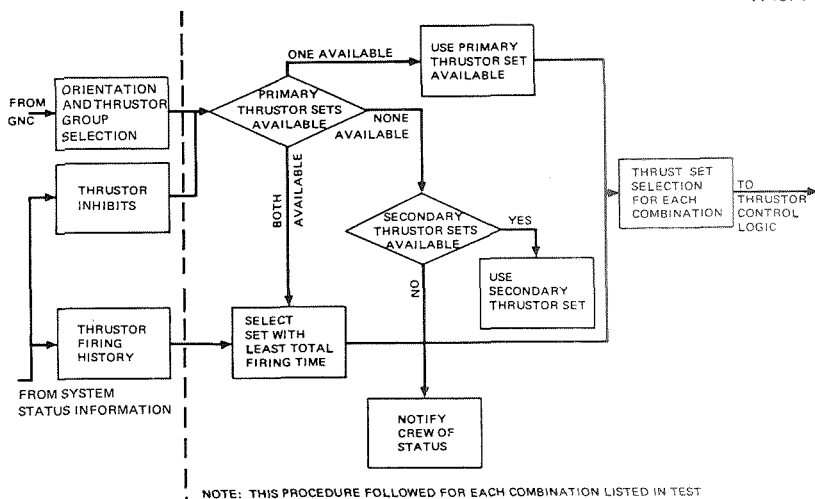 ONE AVAILABLE
USE PRIMARY
THRUSTOR SET
AVAILABLE
FROM
GNC
ORIENTATION
AND THRUSTOR
GROUP
SELECTION
PRIMARY
THRUSTOR SETS
AVAILABLE
NONE
AVAILABLE
THRUSTOR
INHIBITS
BOTH
AVAILABLE
SECONDARY
THRUSTOR SETS
AVAILABLE
YES
THRUST SET
SELECTION
FOR EACH
COMBINATION
TO
THRUSTOR
CONTROL
LOGIC
USE
SECONDARY
THRUSTOR SET
NO
THRUSTOR
FIRING
HISTORY
SELECT
SET WITH
LEAST TOTAL
FIRING TIME
FROM SYSTEM
STATUS INFORMATION
NOTIFY
CREW OF
STATUS
NOTE: THIS PROCEDURE FOLLOWED FOR EACH COMBINATION LISTED IN TEST